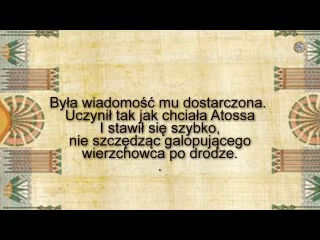 Była wiadomość mu dostarczona.
Uczynił tak jak chciała Atossa
I stawił się szybko,
nie szczędząc galopującego
wierzchowca po drodze.
.